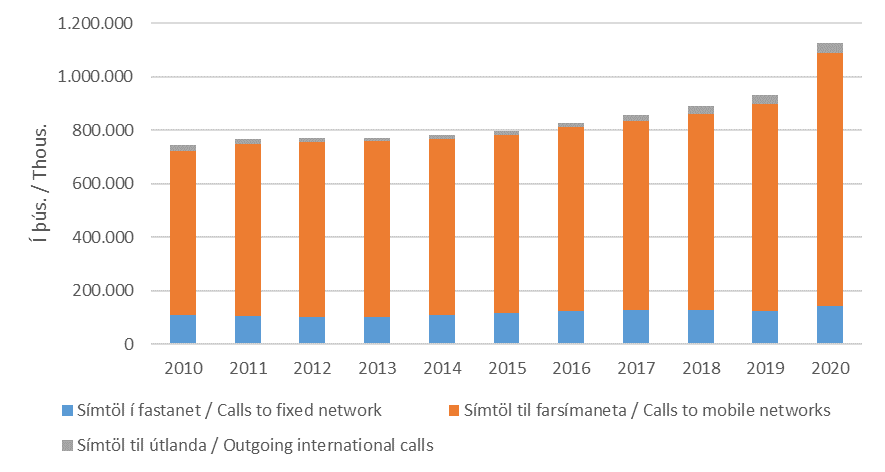 1.200.000
1.000.000
800.000
600.000
400.000
200.000
0
Í þús. / Thous.
2010 2011 2012 2013 2014 2015 2016 2017 2018 2019 2020
Símtöl í fastanet / Calls to fixed network
Símtöl til farsímaneta / Calls to mobile networks
Símtöl til útlanda / Outgoing international calls